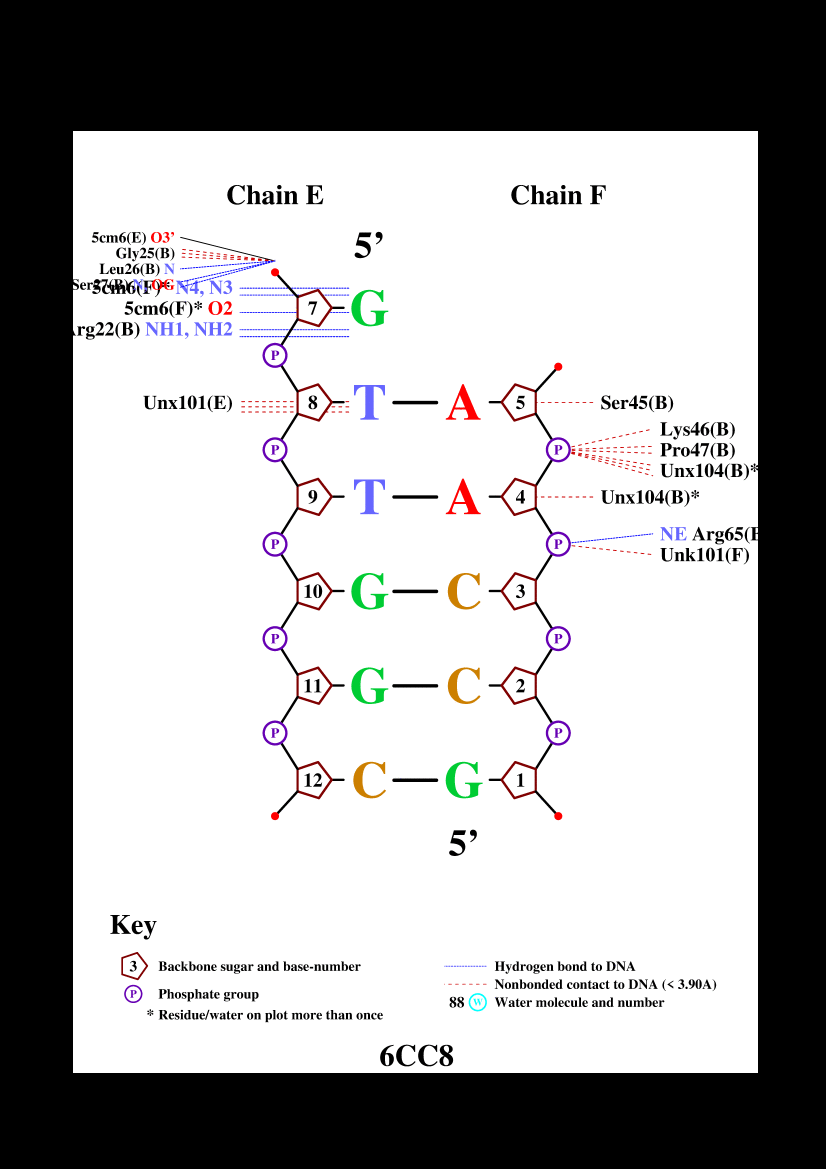 Chain E Chain F
5cm6(E) O3' 5'
Gly25(B)
Leu26(B) N
5cm6(F)* N4, N3
5cm6(F)* O2 7 G
Arg22(B) NH1, NH2
P
Unx101(E) 8 T A 5 Ser45(B)
Lys46(B)
P P Pro47(B)
Unx104(B)*
9 T A 4 Unx104(B)*
P P NE Arg65(B
Unk101(F)
10 G C 3
P P
11 G C 2
P P
12 C G 1
5'
Key
3 Backbone sugar and base-number Hydrogen bond to DNA
Nonbonded contact to DNA (< 3.90A)
P Phosphate group
88 W Water molecule and number
* Residue/water on plot more than once
6CC8